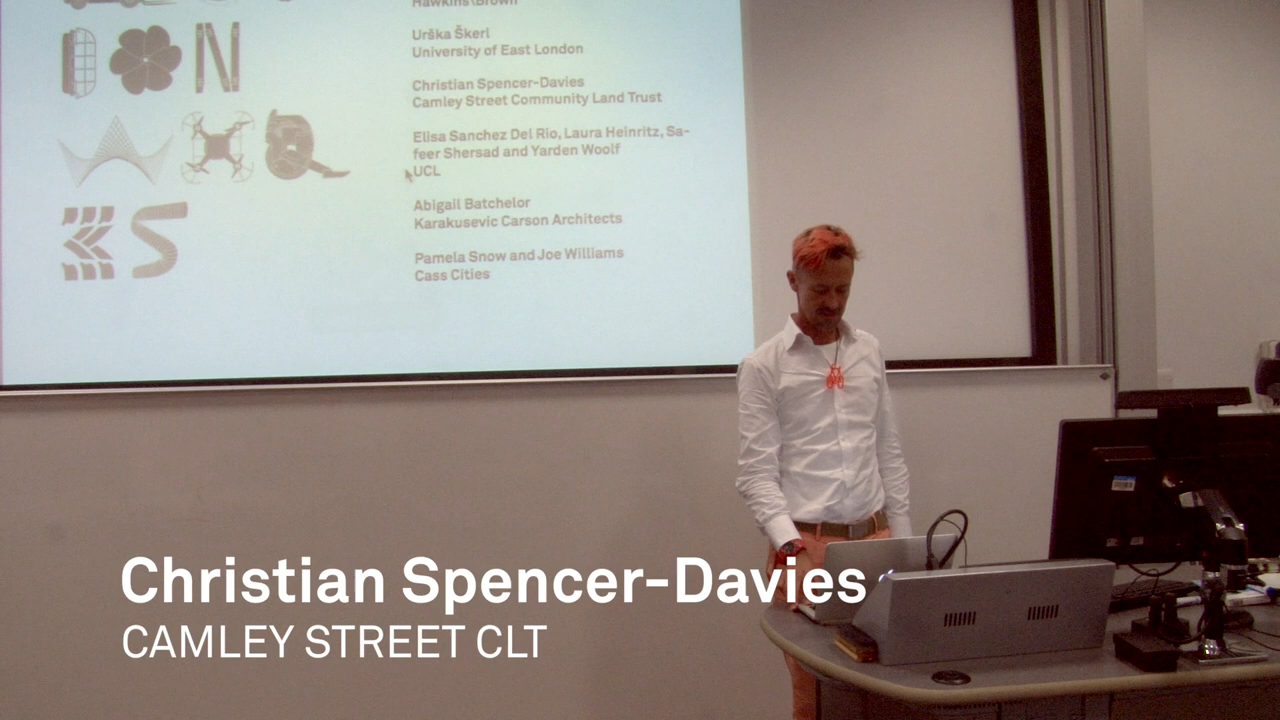 Hawkins\Brown
Urška Škerl
University of East London
Christian Spencer-Davies
Camley Street Community Land Trust
Elisa Sanchez Del Rio, Laura Heinritz, Sa-
feer Shersad and Yarden Woolf
UCL
Abigail Batchelor
Karakusevic Carson Architects
Pamela Snow and Joe Williams
Cass Cities
Christian Spencer-Davies
CAMLEY STREET CLT